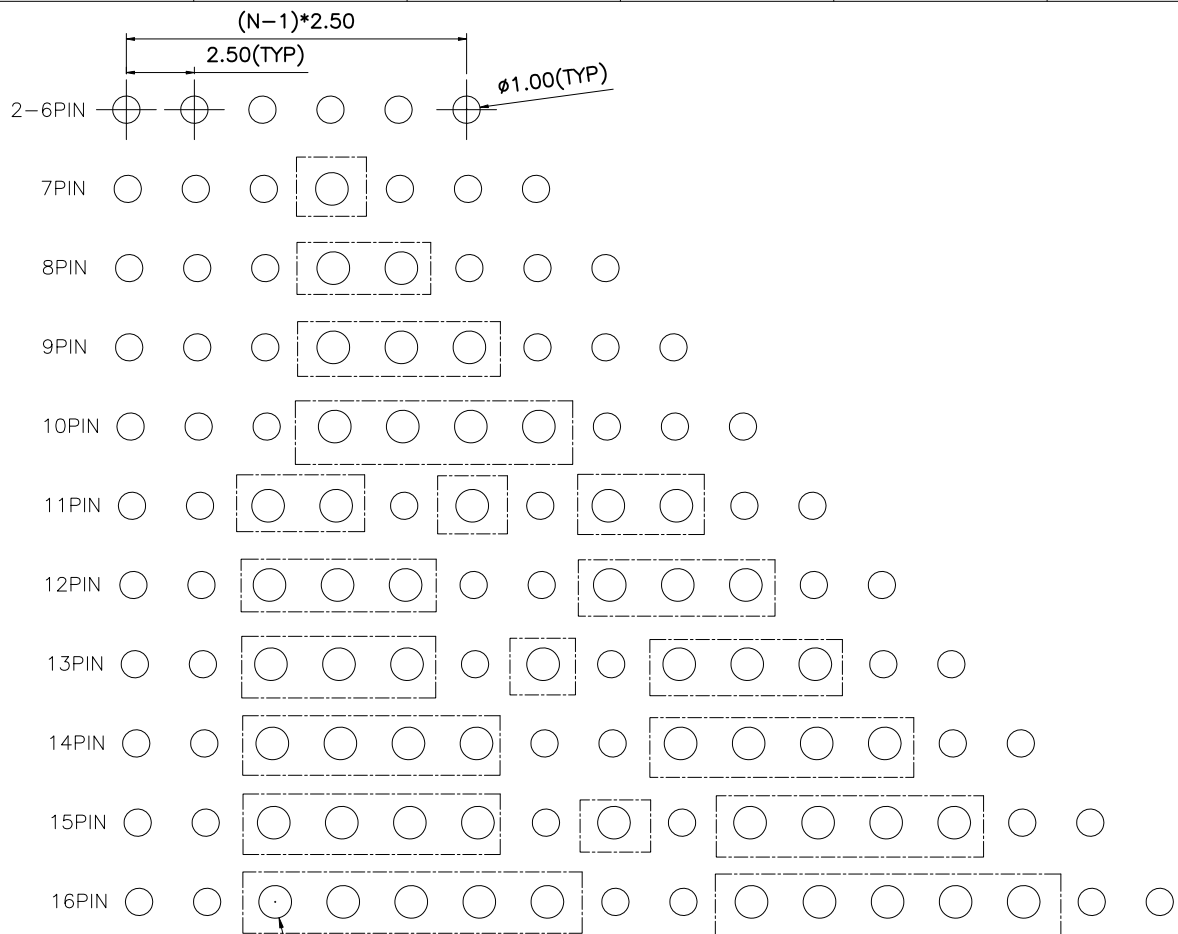 (N-1)*2.50
2.50(TYP)
ø1.00(TYP)
2-6PIN
7PIN
8PIN
9PIN
10PIN
11PIN
12PIN
13PIN
14PIN
15PIN
16PIN